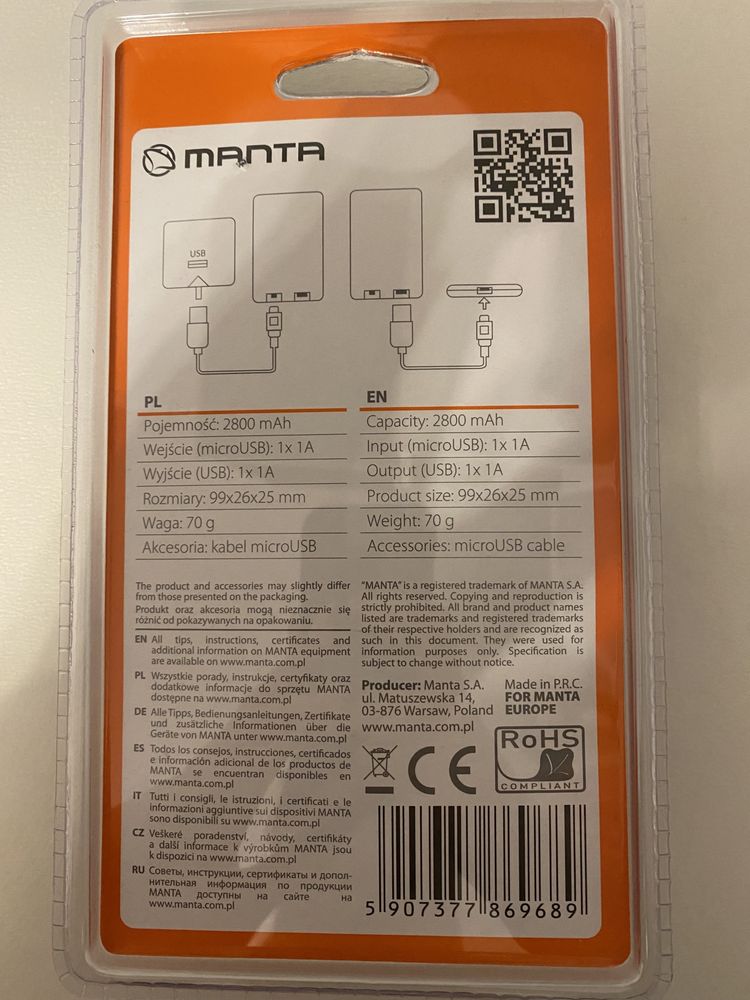 MANTA
USB
PL
Pojemność: 2800 mAh
Wejście (microUSB): 1x 1A
Wyjście (USB): 1x 1A
Rozmiary: 99x26x25 mm
Waga: 70 g
Akcesoria: kabel microUSB
EN
Capacity: 2800 mAh
Input (microUSB): 1x 1A
Output (USB): 1x 1A
Product size: 99x26x25 mm
Weight: 70 g
Accessories: microUSB cable
The product and accessories may slightly differ
from those presented on the packaging.
Produkt oraz akcesoria mogą nieznacznie się
różnić od pokazywanych na opakowaniu.
EN All tips, instructions, certificates and
additional information on MANTA equipment
are available on www.manta.com.pl
PL Wszystkie porady, instrukcje, certyfikaty oraz
dodatkowe informacje do sprzętu MANTA
dostępne na www.manta.com.pl
DE Alle Tipps, Bedienungsanleitungen, Zertifikate
und zusätzliche Informationen über die
Geräte von MANTA unter www.manta.com.pl
ES Todos los consejos, instrucciones, certificados
e información adicional de los productos de
MANTA se encuentran disponibles en
www.manta.com.pl
IT Tutti i consigli, le istruzioni, i certificati e le
informazioni aggiuntive sui dispositivi MANTA
sono disponibili su www.manta.com.pl
CZ Veškeré poradenství, návody, certifikáty
a další informace k výrobkům MANTA jsou
k dispozici na www.manta.com.pl
RU Советы, инструкции, сертификаты и допол-
нительная информация по продукции
MANTA доступны на сайте на
www.manta.com.pl
"MANTA" is a registered trademark of MANTA S.A.
All rights reserved. Copying and reproduction is
strictly prohibited. All brand and product names
listed are trademarks and registered trademarks
of their respective holders and are recognized as
such in this document. They were used for
information purposes only. Specification is
subject to change without notice.
Producer: Manta S.A.
ul. Matuszewska 14,
03-876 Warsaw, Poland
www.manta.com.pl
Made in P.R.C.
FOR MANTA
EUROPE
CE
RoHS
COMPLIANT
5 907377 869689